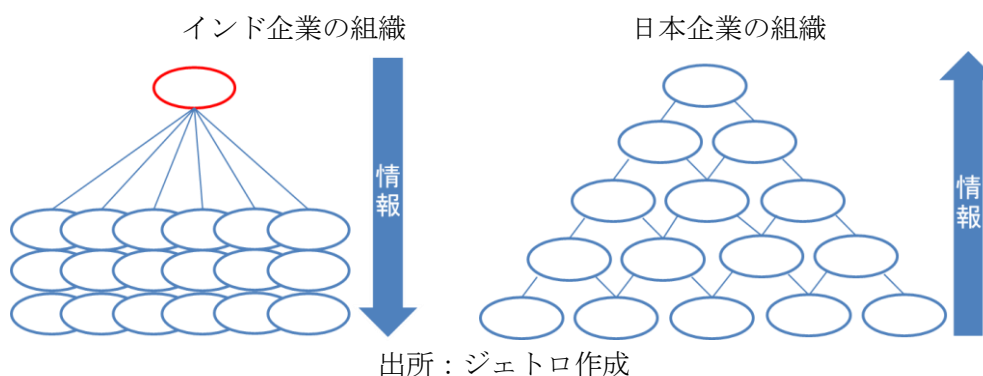 インド企業の組織
日本企業の組織
情報
情報
出所：ジェトロ作成